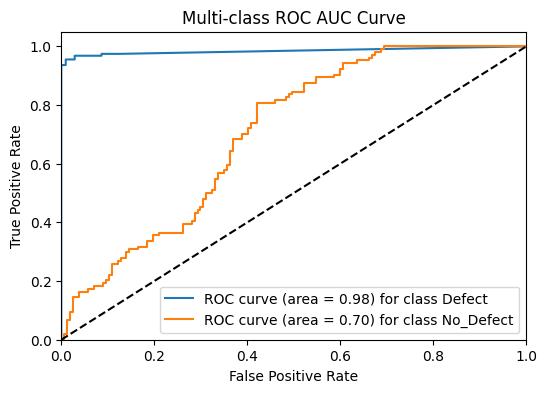 Multi-class ROC AUC Curve
1.0
0.8
0.6
0.4
0.2
0.0
True Positive Rate
ROC curve (area = 0.98) for class Defect
ROC curve (area = 0.70) for class No_Defect
0.0 0.2 0.4 0.6 0.8 1.0
False Positive Rate